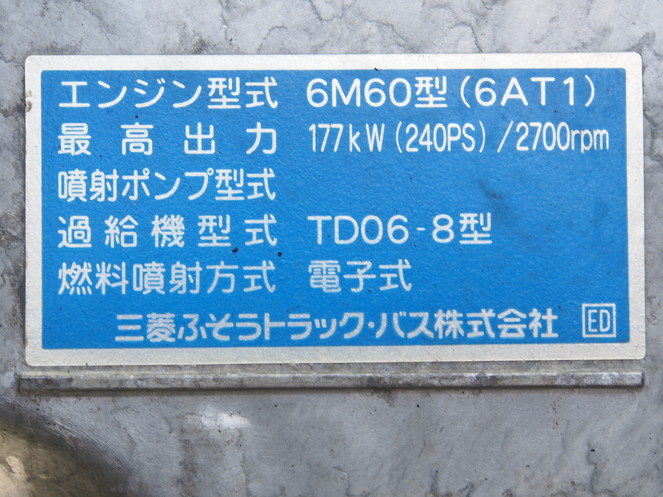 エンジン型式 6M60型(6AT1)
最高出力 177kW(240PS)/2700rpm
噴射ポンプ型式
過給機型式 TD06-8型
燃料噴射方式 電子式
三菱ふそうトラック・バス株式会社 ED